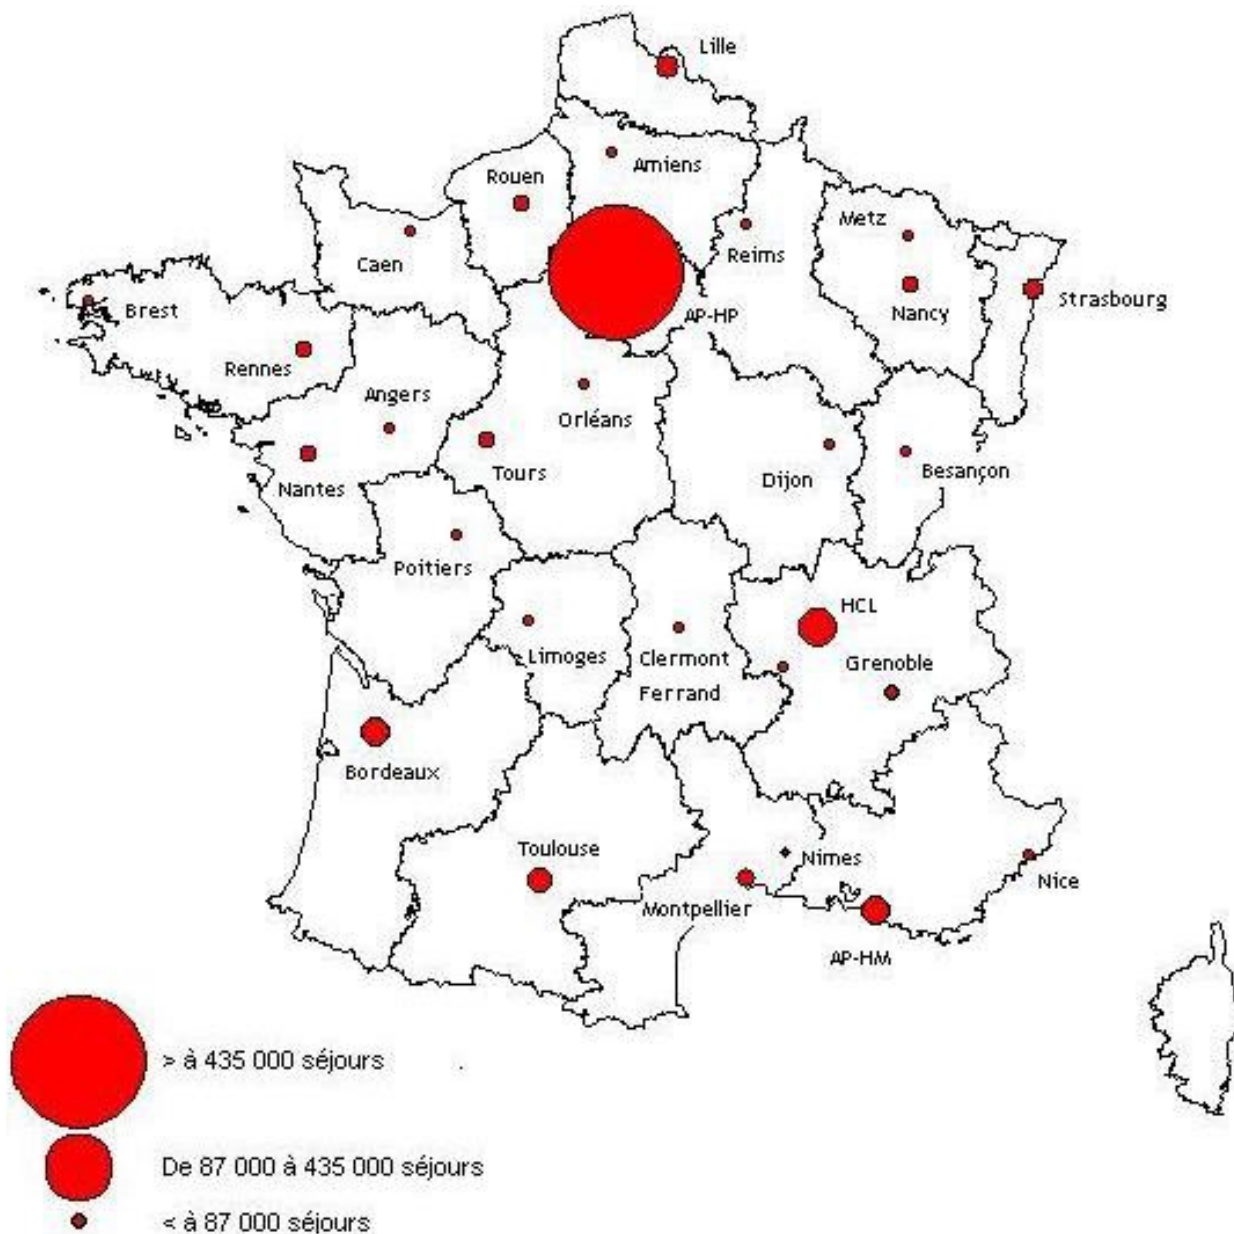 Lille
Amiens
Rouen
Reims
Metz
Caen
Strasbourg
Brest
AP-HP
Nancy
Rennes
Angers
Orléans
Tours
Dijon
Besançon
Nantes
Poitiers
HCL
Limoges
Clermont
Ferrand
Grenoble
Bordeaux
Toulouse
Nimes
Nice
Montpellier
AP-HM
> à 435 000 séjours
De 87 000 à 435 000 séjours
< à 87 000 séjours